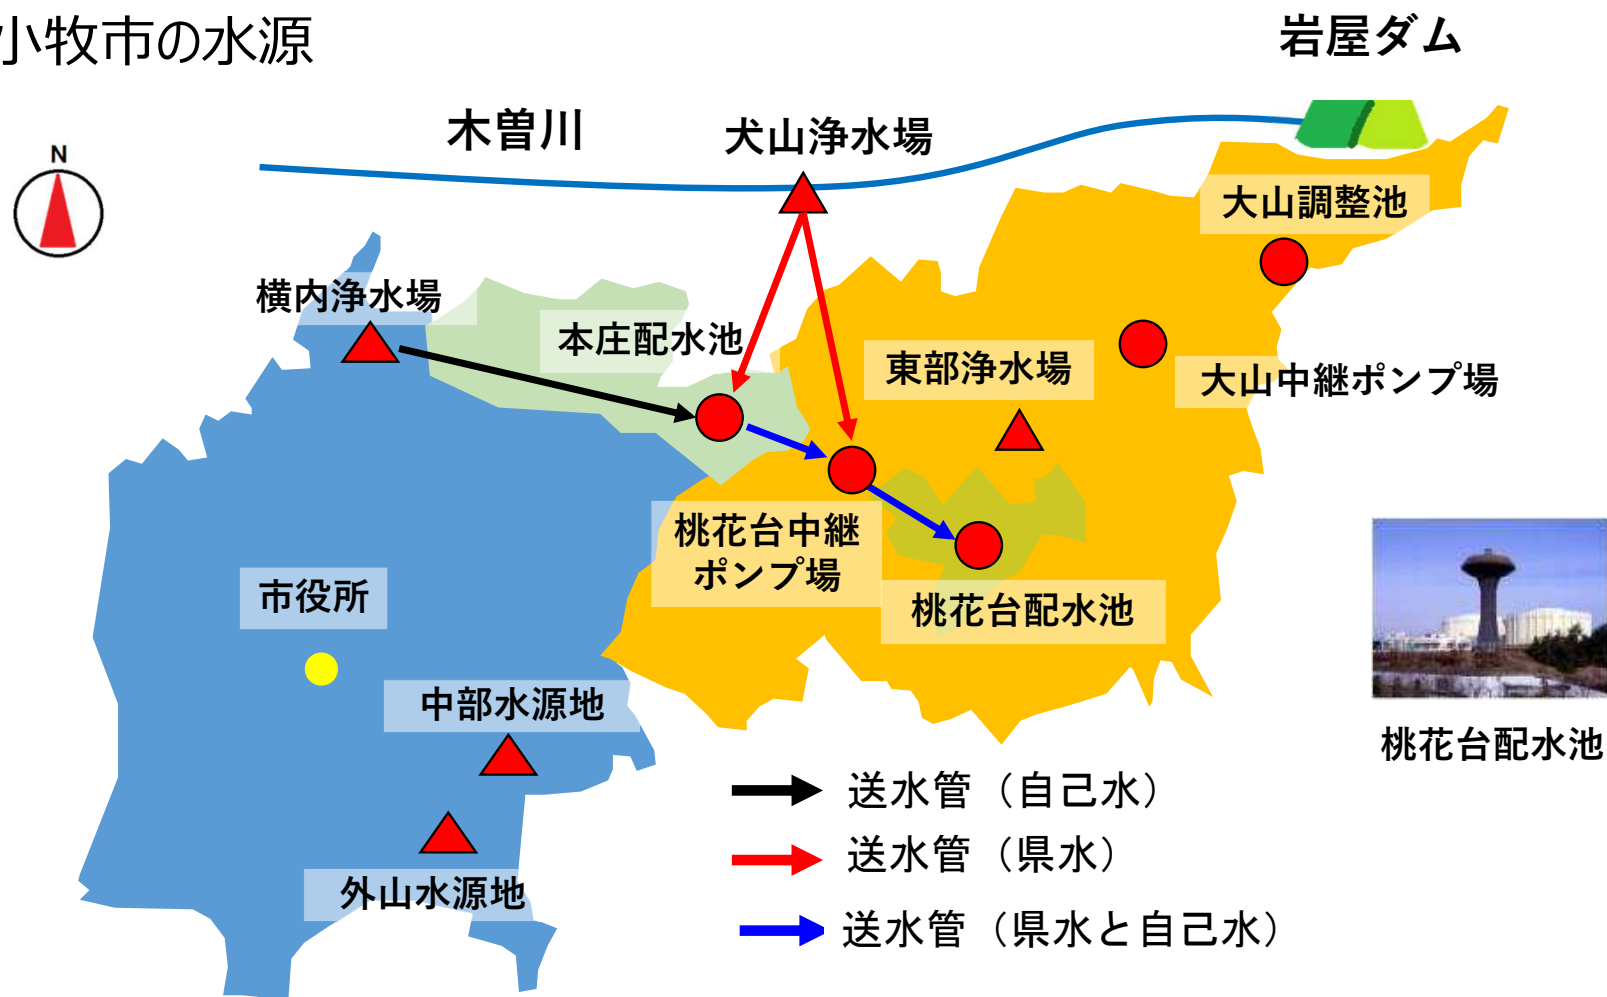 小牧市の水源
岩屋ダム
木曽川
犬山浄水場
N
大山調整池
横内浄水場
本庄配水池
東部浄水場
大山中継ポンプ場
桃花台中継
ポンプ場
市役所
桃花台配水池
中部水源地
桃花台配水池
送水管（自己水）
送水管（県水）
外山水源地
送水管（県水と自己水）